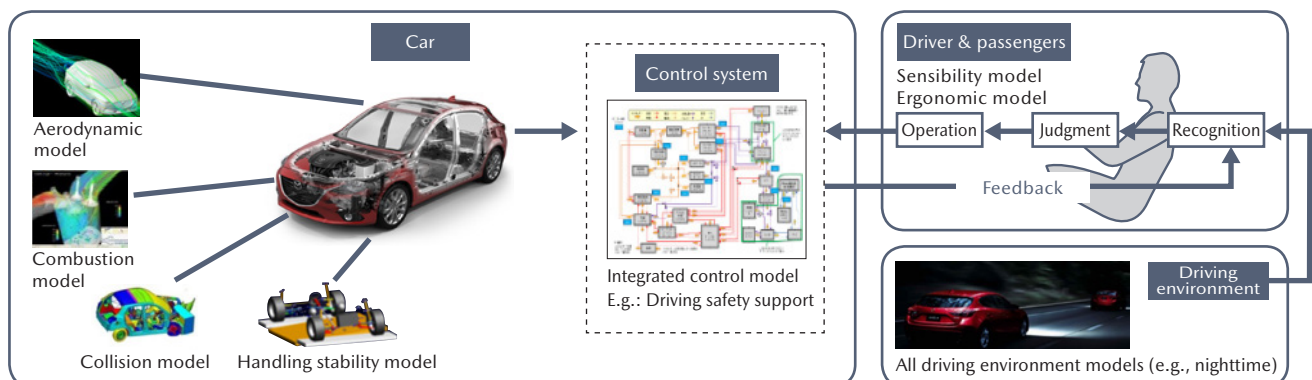 Car
Aerodynamic
model
Combustion
model
Collision model
Handling stability model
Control system
Integrated control model
E.g.: Driving safety support
Driver & passengers
Sensibility model
Ergonomic model
Operation
Judgment
Recognition
Feedback
Driving
environment
All driving environment models (e.g., nighttime)